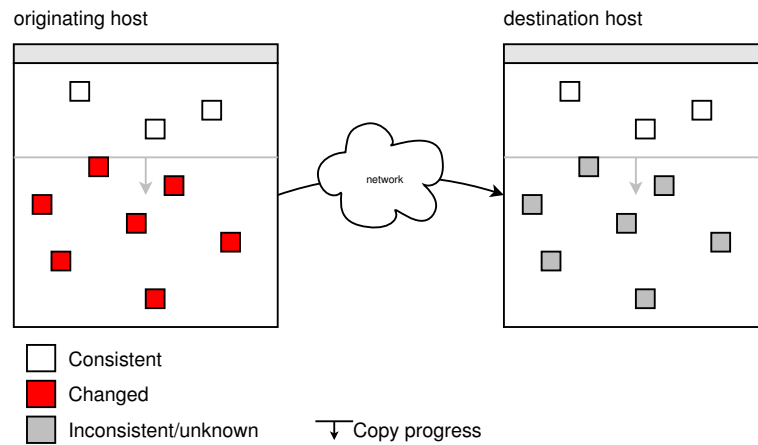 originating host
destination host
network
Consistent
Changed
Inconsistent/unknown
Copy progress